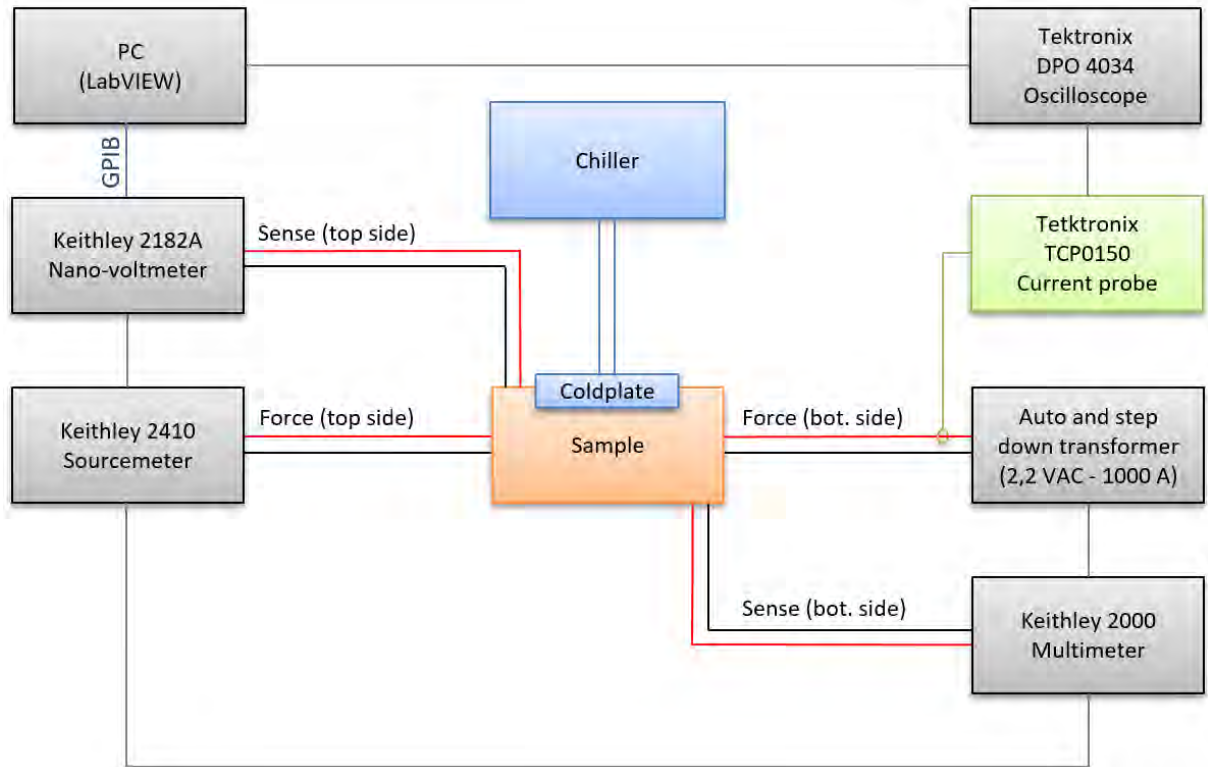 PC
(LabVIEW)
Tektronix
DPO 4034
Oscilloscope
Chiller
GPIB
Keithley 2182A
Nano-voltmeter
Sense (top side)
Tetktronix
TCP0150
Current probe
Coldplate
Keithley 2410
Sourcemeter
Force (top side)
Sample
Force (bot. side)
Auto and step
down transformer
(2,2 VAC - 1000 A)
Sense (bot. side)
Keithley 2000
Multimeter